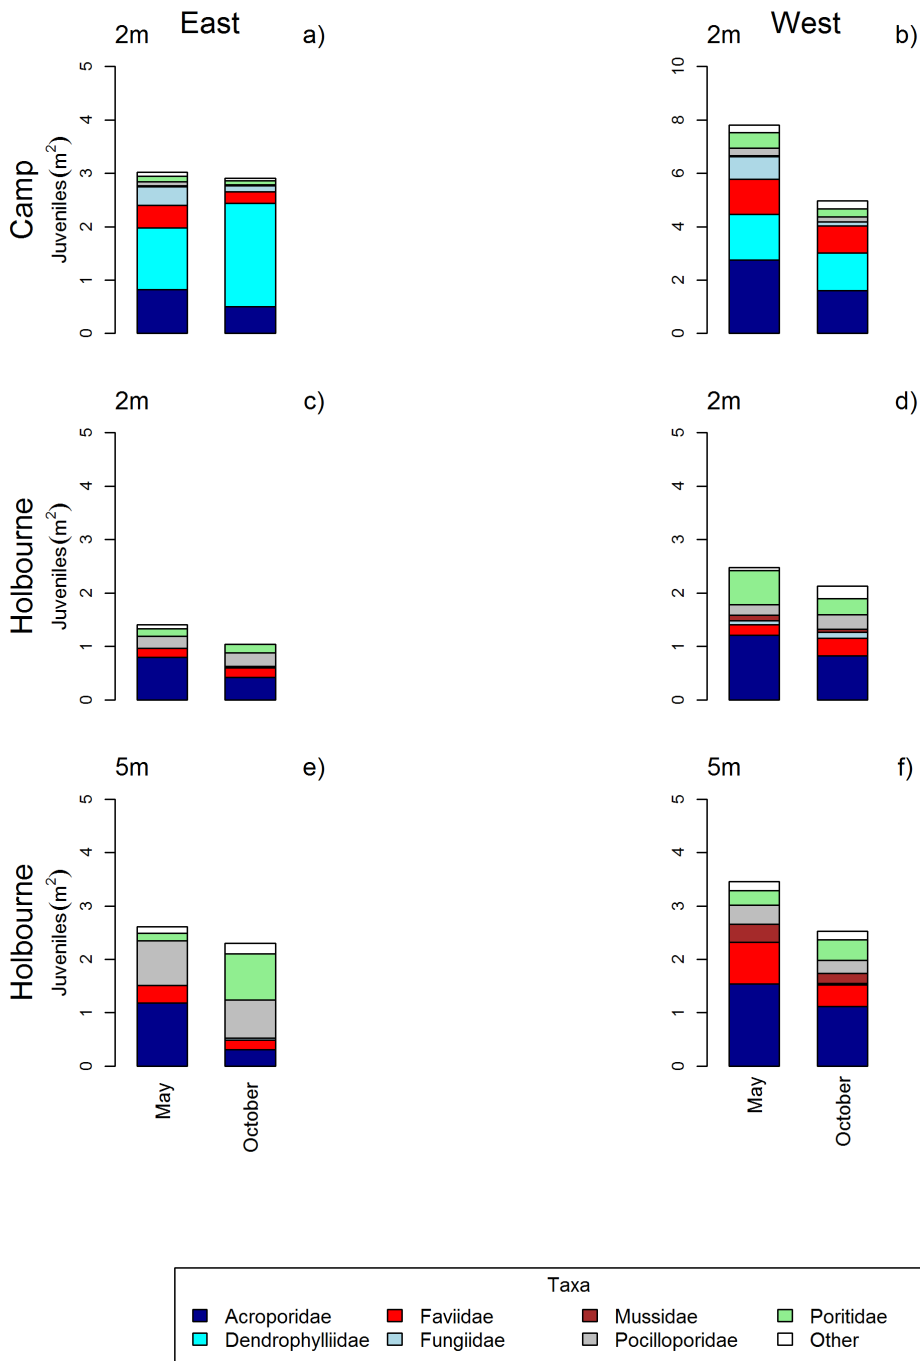 East West
2m a) 2m b)
Camp
Juveniles (m²)
0 1 2 3 4 5
0 2 4 6 8 10
2m c) 2m d)
Holbourne
Juveniles (m²)
0 1 2 3 4 5
0 1 2 3 4 5
5m e) 5m f)
Holbourne
Juveniles (m²)
0 1 2 3 4 5
0 1 2 3 4 5
May October May October
Taxa
Acroporidae Faviidae Mussidae Poritidae
Dendrophylliidae Fungiidae Pocilloporidae Other